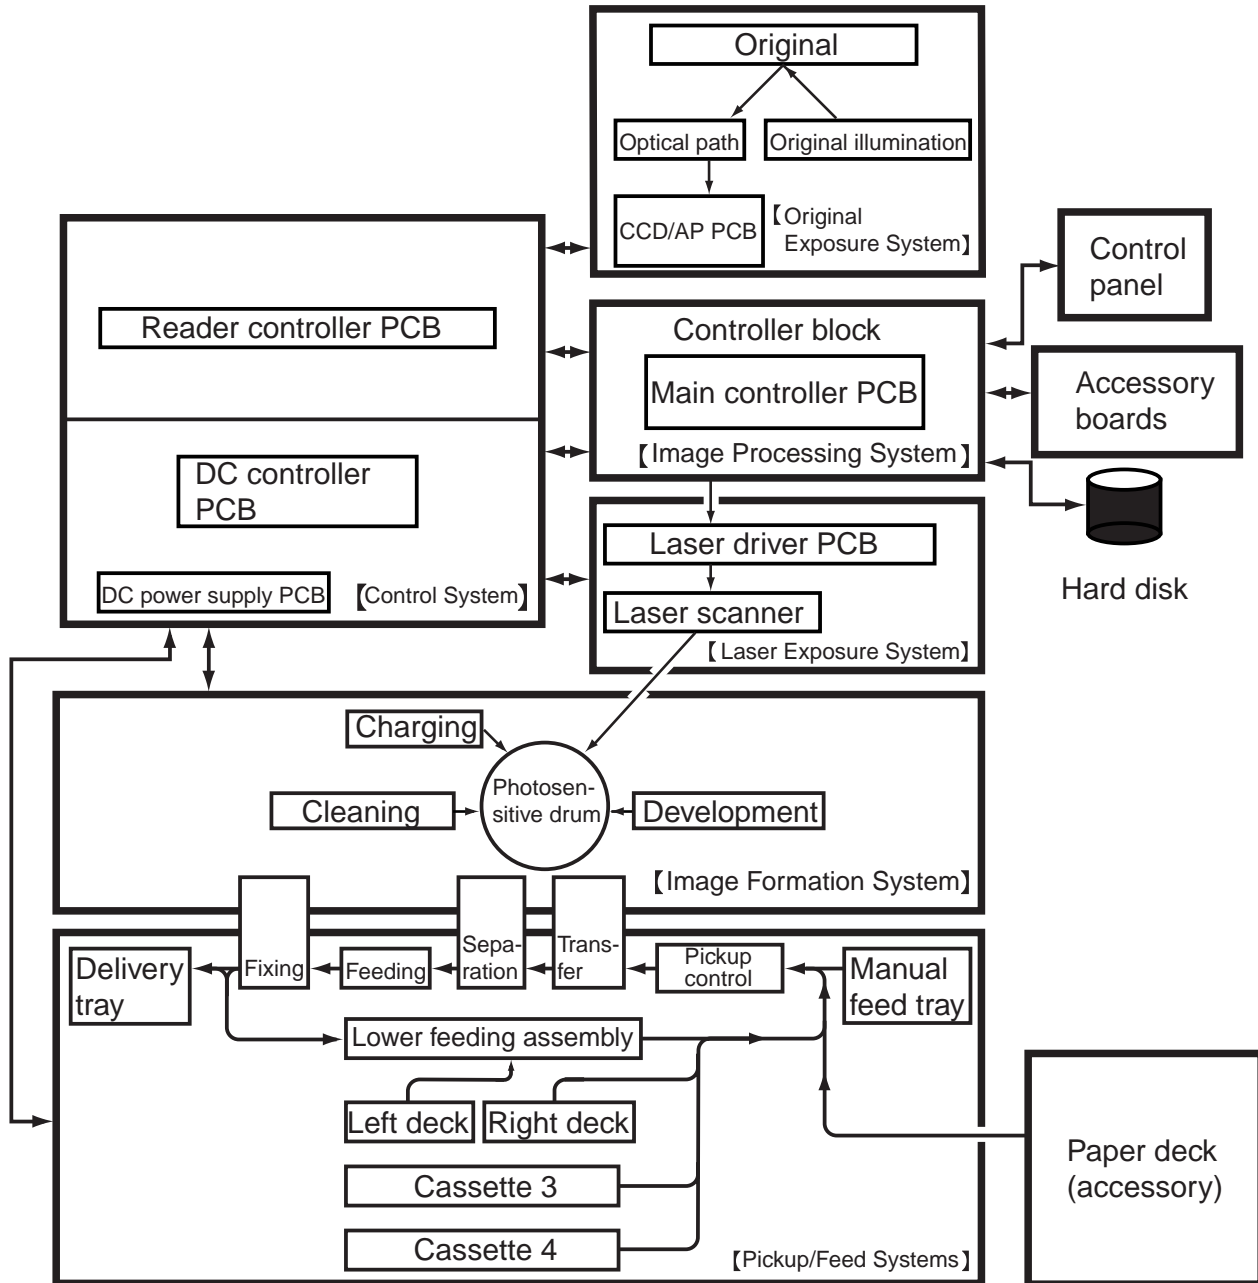 Original
Optical path
Original illumination
CCD/AP PCB
【Original
Exposure System】
Control
panel
Reader controller PCB
Controller block
Main controller PCB
【Image Processing System】
Accessory
boards
DC controller
PCB
DC power supply PCB
【Control System】
Laser driver PCB
Laser scanner
【Laser Exposure System】
Hard disk
Charging
Photosen-
sitive drum
Cleaning
Development
【Image Formation System】
Delivery
tray
Fixing
Feeding
Sepa-
ration
Trans-
fer
Pickup
control
Manual
feed tray
Lower feeding assembly
Left deck
Right deck
Cassette 3
Cassette 4
Paper deck
(accessory)
【Pickup/Feed Systems】